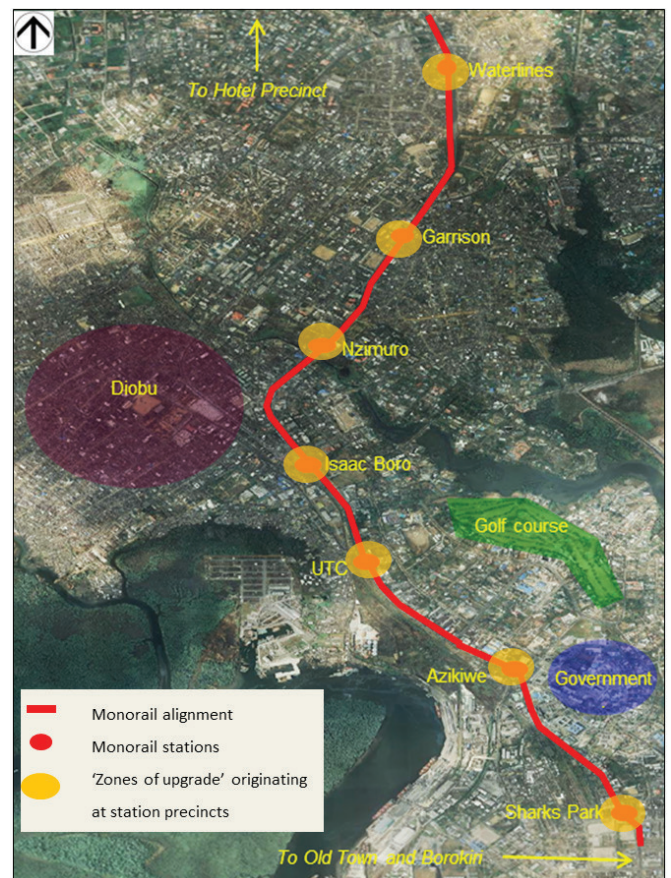 Waterlines
To Hotel Precinct
Garrison
Nzimuro
Diobu
Isaac Boro
Golf course
UTC
Azikiwe
Government
Monorail alignment
Monorail stations
‘Zones of upgrade’ originating
at station precincts
Sharks Park
To Old Town and Borokiri